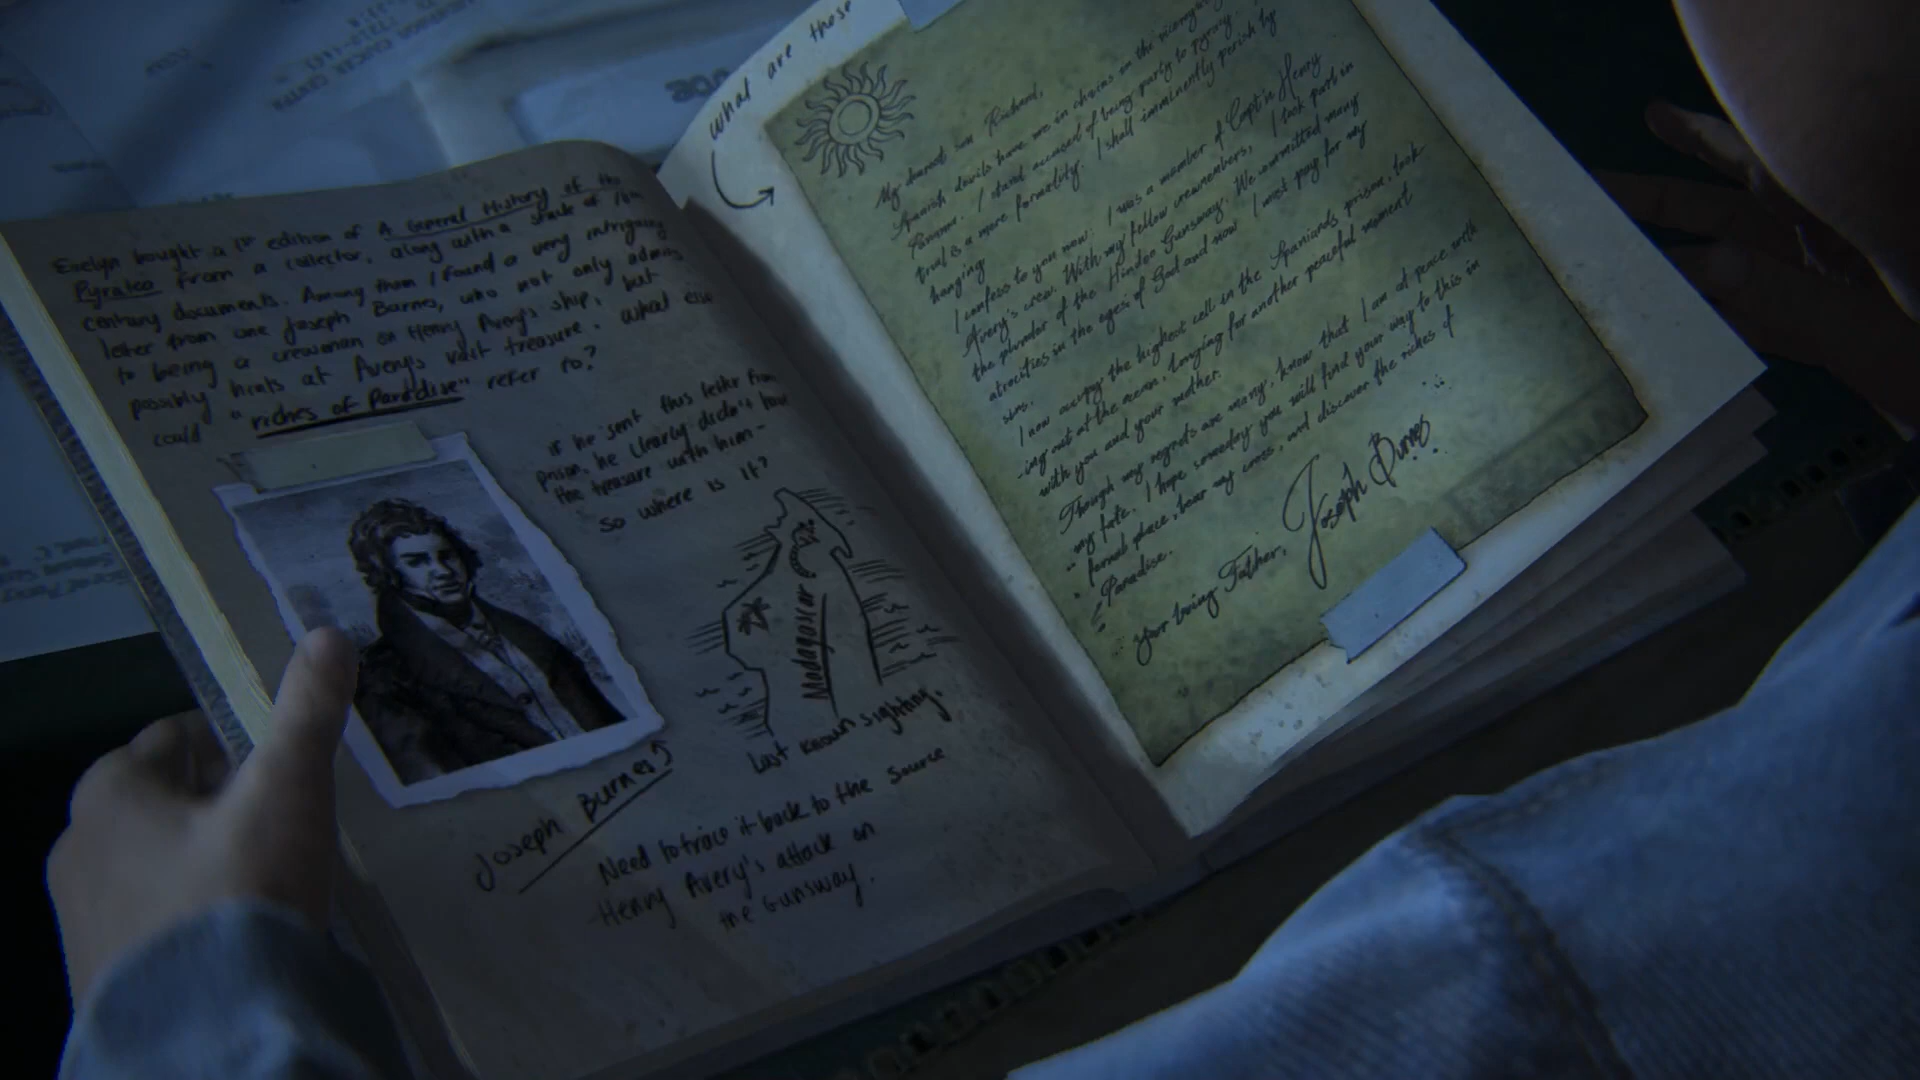 Evelyn bought a 1st edition of A General History of the
Pyrates from a collector, along with a stack of 18th
century documents. Among them I found a very intriguing
letter from one Joseph Burnes, who not only admits
to being a crewman on Henry Avery's ship, but
possibly hints at Avery's vast treasure. What else
could "riches of Paradise" refer to?
If he sent this letter from
prison, he clearly didn't have
the treasure with him-
So where is it?
Madagascar
Last known sighting.
Joseph Burnes
Need to trace it back to the source
Henry Avery's attack on
the Gunsway.
What are these
My dearest son Richard,
Spanish devils have me in chains in the
Panama. I stand accused of being party to pyracy.
trial is a mere formality. I shall imminently perish by
hanging
I confess to you now: I was a member of Capt'n Henry
Avery's crew. With my fellow crewmembers, I took part in
the plunder of the Hindoo Gunsway. We committed many
atrocities in the eyes of God and now I must pay for my
sins.
I now occupy the highest cell in the Spaniards prison, look
-ing out at the ocean, longing for another peaceful moment
with you and your mother.
Though my regrets are many, know that I am at peace with
my fate. I hope someday you will find your way to this in
fernal place, bear my cross, and discover the riches of
Paradise.
Your loving Father,
Joseph Burnes